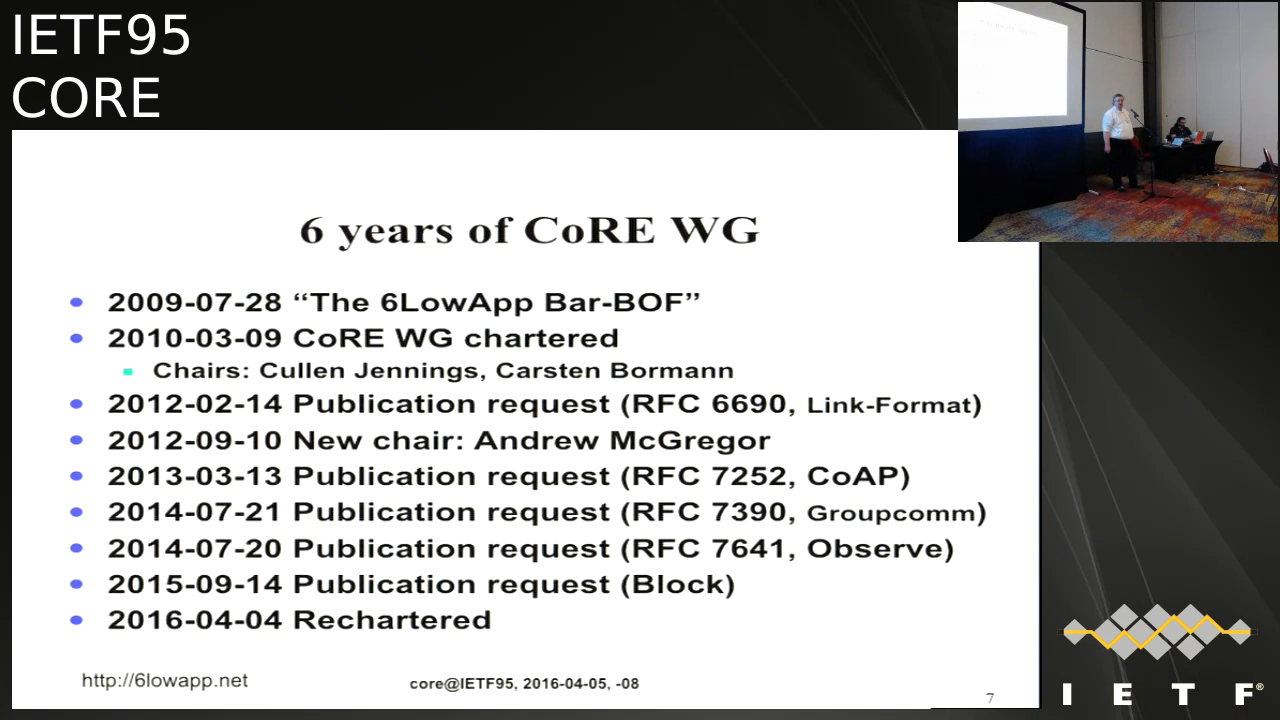 IETF95
CORE
6 years of CoRE WG
2009-07-28 “The 6LowApp Bar-BOF”
2010-03-09 CoRE WG chartered
Chairs: Cullen Jennings, Carsten Bormann
2012-02-14 Publication request (RFC 6690, Link-Format)
2012-09-10 New chair: Andrew McGregor
2013-03-13 Publication request (RFC 7252, CoAP)
2014-07-21 Publication request (RFC 7390, Groupcomm)
2014-07-20 Publication request (RFC 7641, Observe)
2015-09-14 Publication request (Block)
2016-04-04 Rechartered
http://6lowapp.net
core@IETF95, 2016-04-05, -08
7
I E T F®